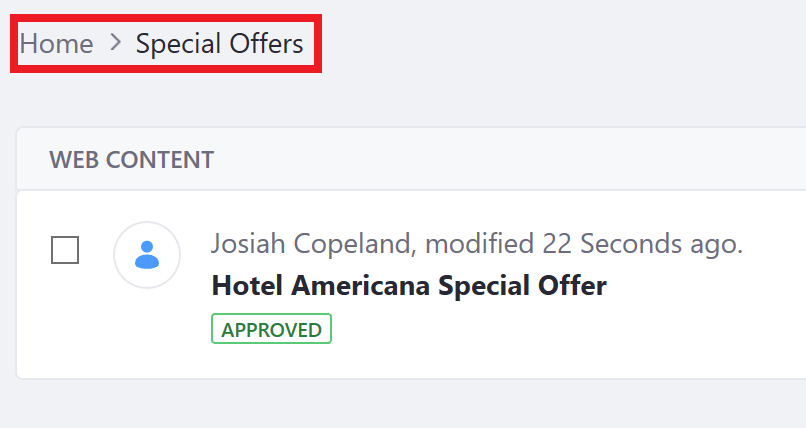 Home > Special Offers
WEB CONTENT
Josiah Copeland, modified 22 Seconds ago.
Hotel Americana Special Offer
APPROVED